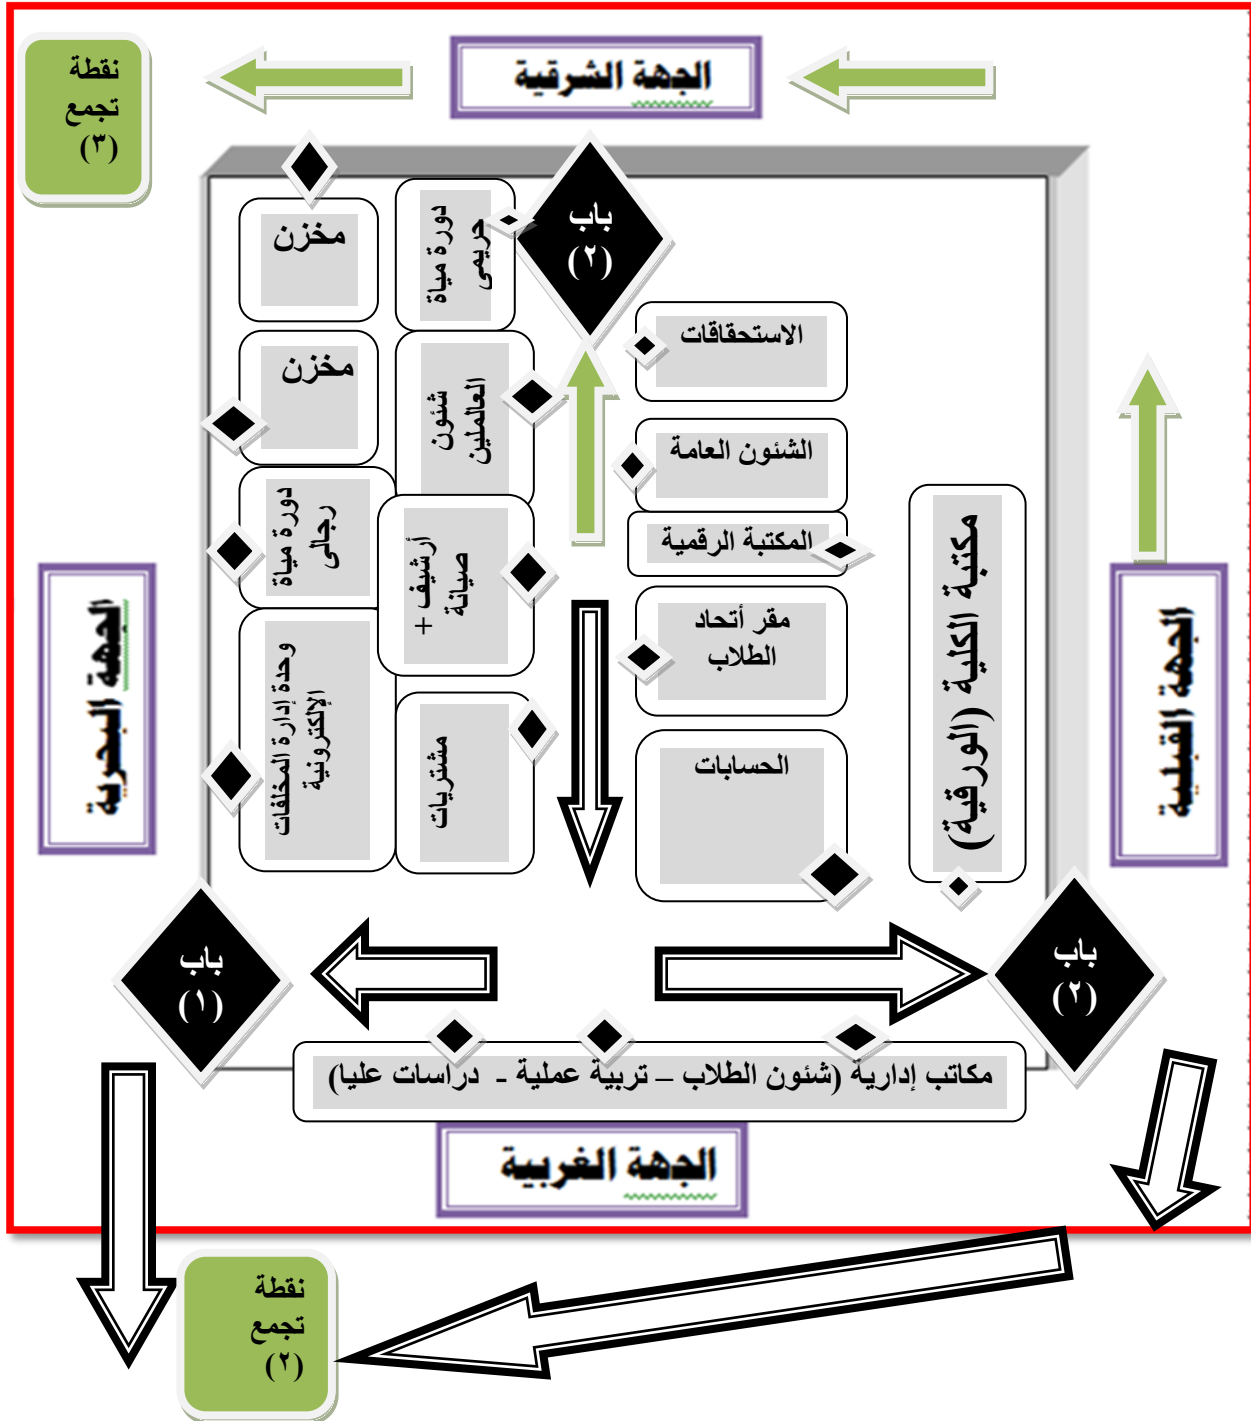 الجهة الشرقية
نقطة
تجمع
(٣)
باب
(٢)
دورة مياة
حريمى
مخزن
الاستحقاقات
مخزن
شئون
العالملين
الشئون العامة
دورة مياة
رجالى
أرشيف +
صيانة
المكتبة الرقمية
مكتبة الكلية (الورقية)
مقر أتحاد
الطلاب
وحدة إدارة المخلفات
الإلكترونية
مشتريات
الحسابات
الجهة القبلية
الجهة البحرية
باب
(٢)
باب
(١)
مكاتب إدارية (شئون الطلاب – تربية عملية - دراسات عليا)
الجهة الغربية
نقطة
تجمع
(٢)